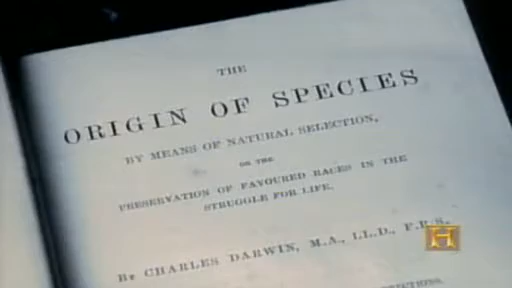 THE
ORIGIN OF SPECIES
BY MEANS OF NATURAL SELECTION,
OR THE
PRESERVATION OF FAVOURED RACES IN THE
STRUGGLE FOR LIFE.
BY CHARLES DARWIN, M.A., LL.D., F.R.S.,
H